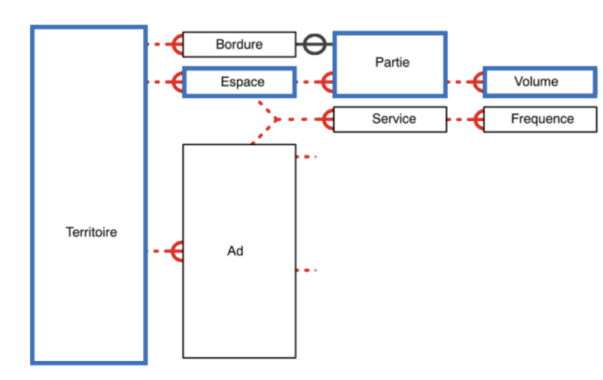 Bordure
Partie
Espace
Volume
Service
Frequence
Territoire
Ad